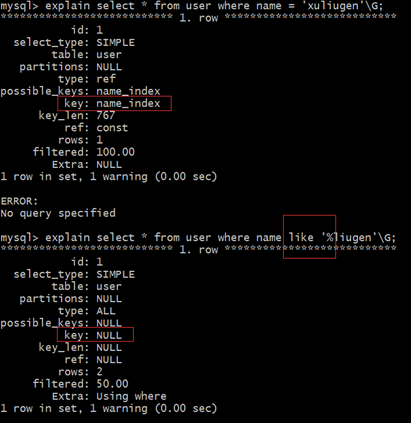 mysql> explain select * from user where name = 'xuliugen'\G;
*************************** 1. row ***************************
id: 1
select_type: SIMPLE
table: user
partitions: NULL
type: ref
possible_keys: name_index
key: name_index
key_len: 767
ref: const
rows: 1
filtered: 100.00
Extra: NULL
1 row in set, 1 warning (0.00 sec)
ERROR:
No query specified
mysql> explain select * from user where name like '%liugen'\G;
*************************** 1. row ***************************
id: 1
select_type: SIMPLE
table: user
partitions: NULL
type: ALL
possible_keys: NULL
key: NULL
key_len: NULL
ref: NULL
rows: 2
filtered: 50.00
Extra: Using where
1 row in set, 1 warning (0.00 sec)